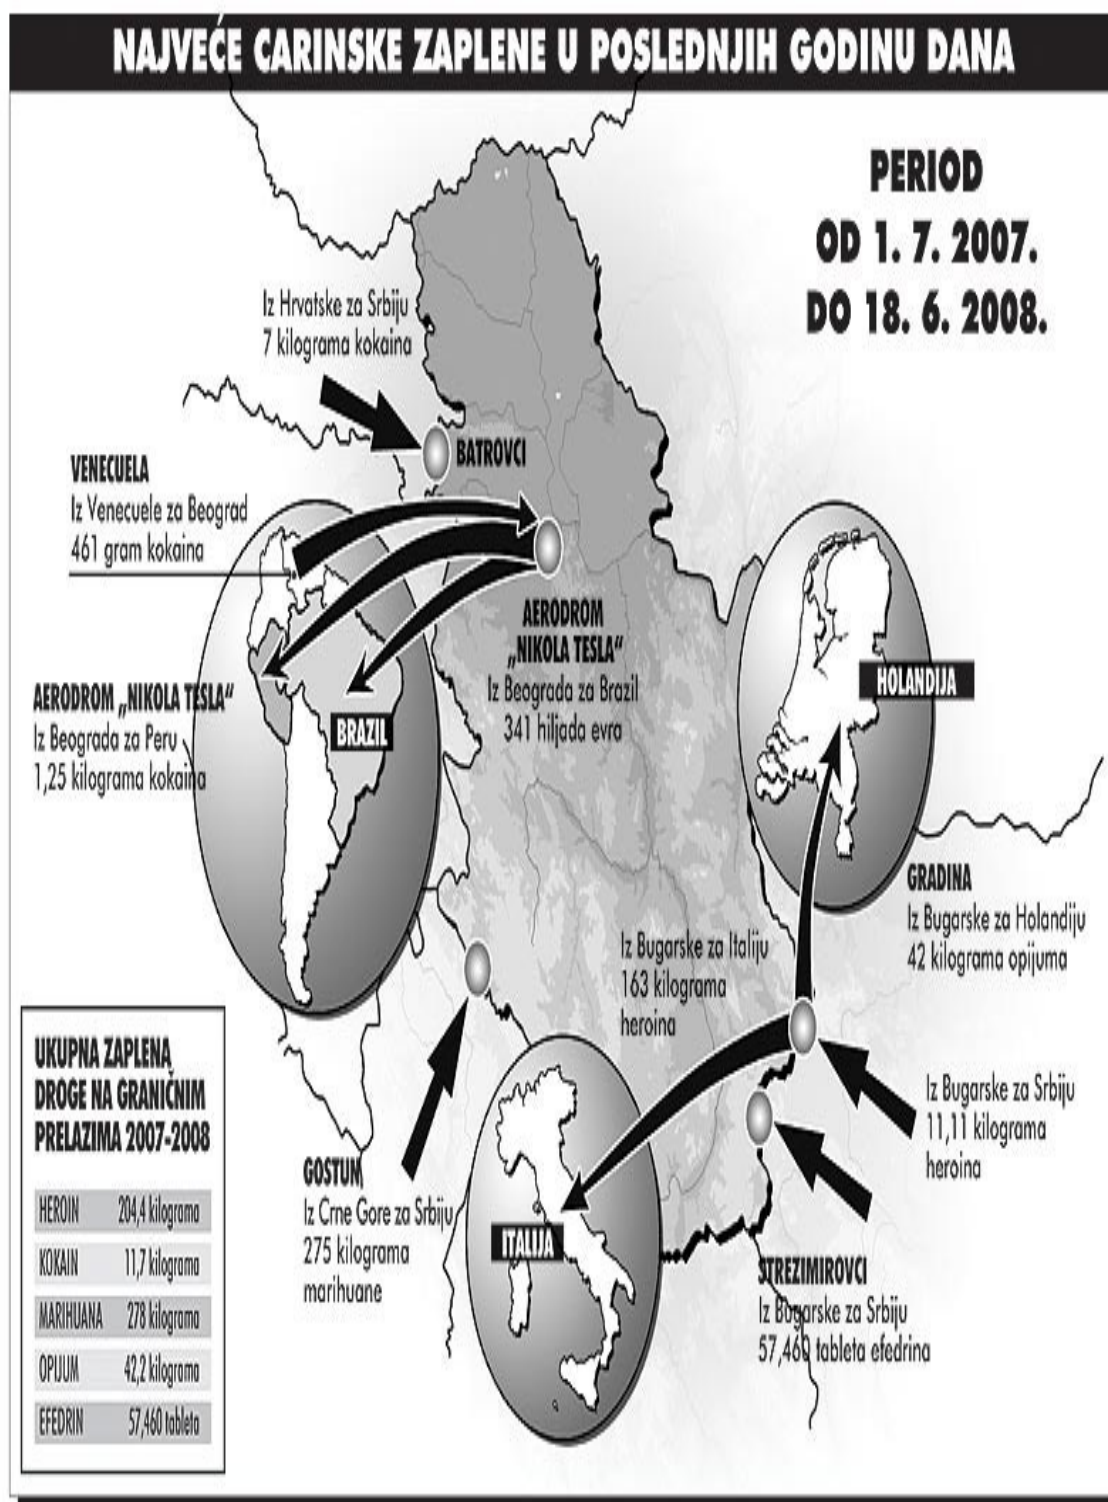 NAJVEĆE CARINSKE ZAPLENE U POSLEDNJIH GODINU DANA
PERIOD
OD 1. 7. 2007.
DO 18. 6. 2008.
Iz Hrvatske za Srbiju
7 kilograma kokaina
BATROVCI
VENECUELA
Iz Venecuele za Beograd
461 gram kokaina
AERODROM
„NIKOLA TESLA“
Iz Beograda za Brazil
341 hiljada evra
AERODROM „NIKOLA TESLA“
Iz Beograda za Peru
1,25 kilograma kokaina
BRAZIL
HOLANDIJA
GRADINA
Iz Bugarske za Holandiju
42 kilograma opijuma
Iz Bugarske za Italiju
163 kilograma
heroina
Iz Bugarske za Srbiju
11,11 kilograma
heroina
GOSTUN
Iz Crne Gore za Srbiju
275 kilograma
marihuane
ITALIJA
STREZIMIROVCI
Iz Bugarske za Srbiju
57,460 tableta efedrina
UKUPNA ZAPLENA
DROGE NA GRANIČNIM
PRELAZIMA 2007-2008
HEROIN 204,4 kilograma
KOKAIN 11,7 kilograma
MARIHUANA 278 kilograma
OPIJUM 42,2 kilograma
EFEDRIN 57,460 tableta